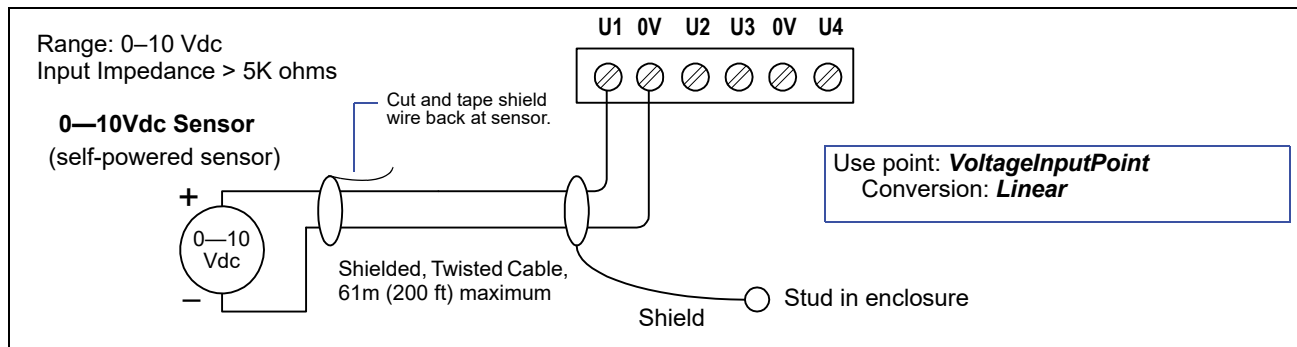 U1 0V U2 U3 0V U4
Range: 0–10 Vdc
Input Impedance > 5K ohms
Cut and tape shield
wire back at sensor.
0—10Vdc Sensor
(self-powered sensor)
Use point: VoltageInputPoint
Conversion: Linear
+
0—10
Vdc
–
Shielded, Twisted Cable,
61m (200 ft) maximum
Shield
Stud in enclosure